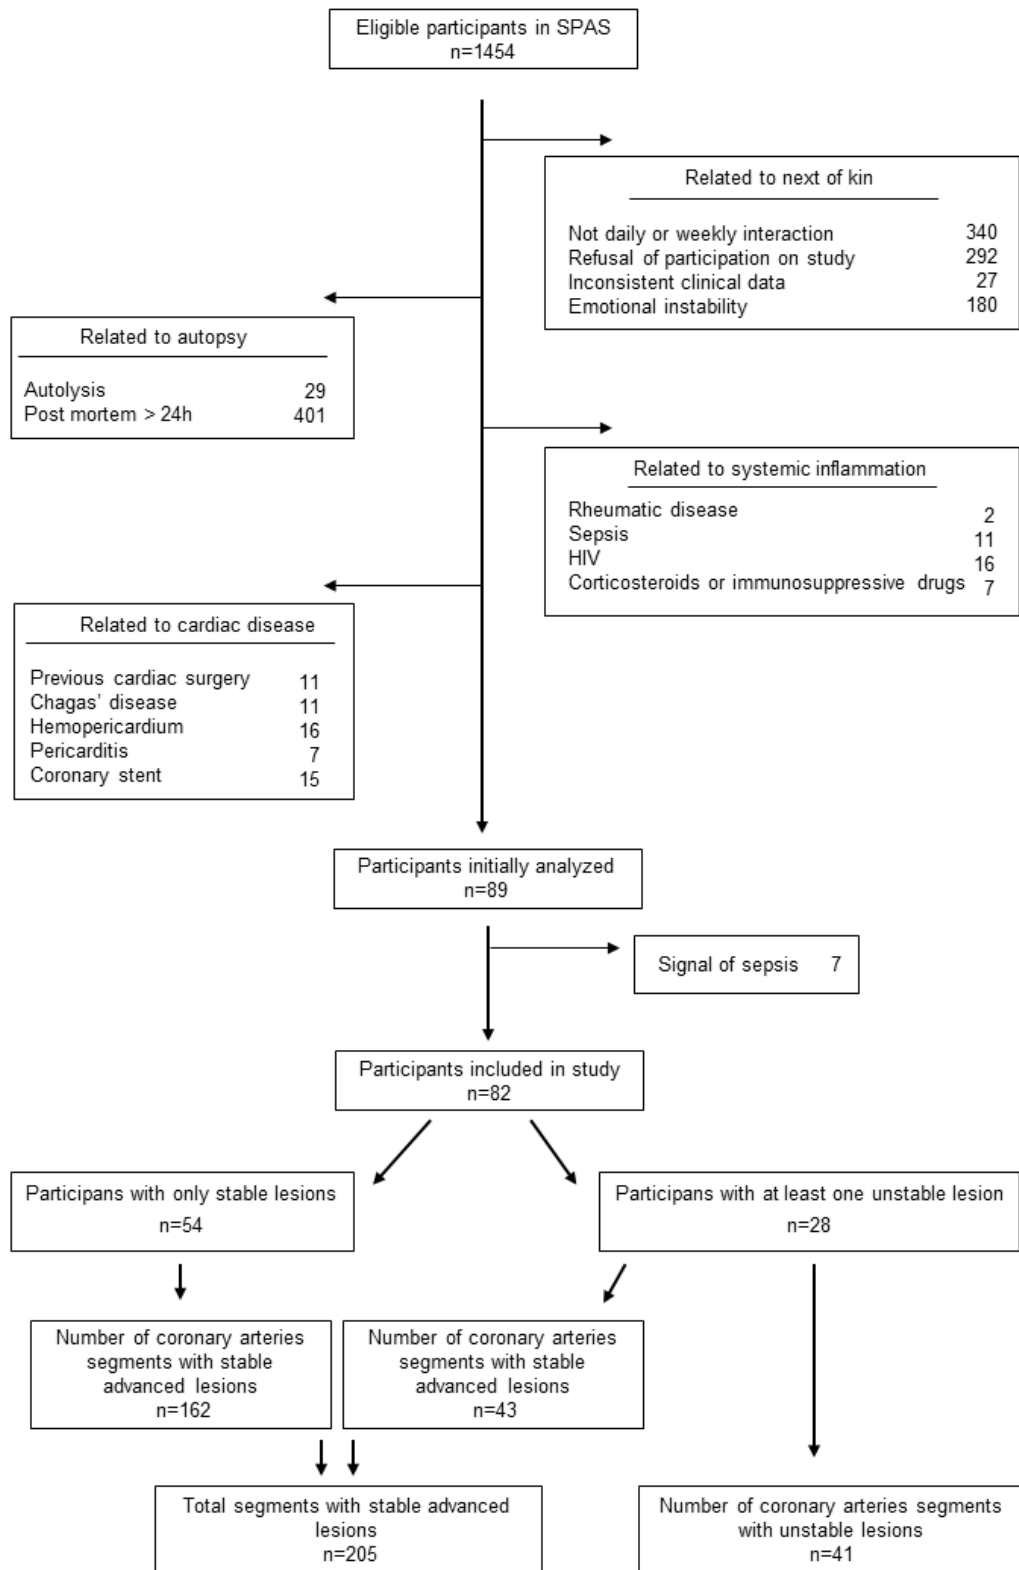 Eligible participants in SPAS
n=1454
Related to next of kin
Not daily or weekly interaction 340
Refusal of participation on study 292
Inconsistent clinical data 27
Emotional instability 180
Related to autopsy
Autolysis 29
Post mortem > 24h 401
Related to systemic inflammation
Rheumatic disease 2
Sepsis 11
HIV 16
Corticosteroids or immunosuppressive drugs 7
Related to cardiac disease
Previous cardiac surgery 11
Chagas' disease 11
Hemopericardium 16
Pericarditis 7
Coronary stent 15
Participants initially analyzed
n=89
Signal of sepsis 7
Participants included in study
n=82
Participans with only stable lesions
n=54
Participans with at least one unstable lesion
n=28
Number of coronary arteries
segments with stable
advanced lesions
n=162
Number of coronary arteries
segments with stable
advanced lesions
n=43
Total segments with stable advanced
lesions
n=205
Number of coronary arteries segments
with unstable lesions
n=41